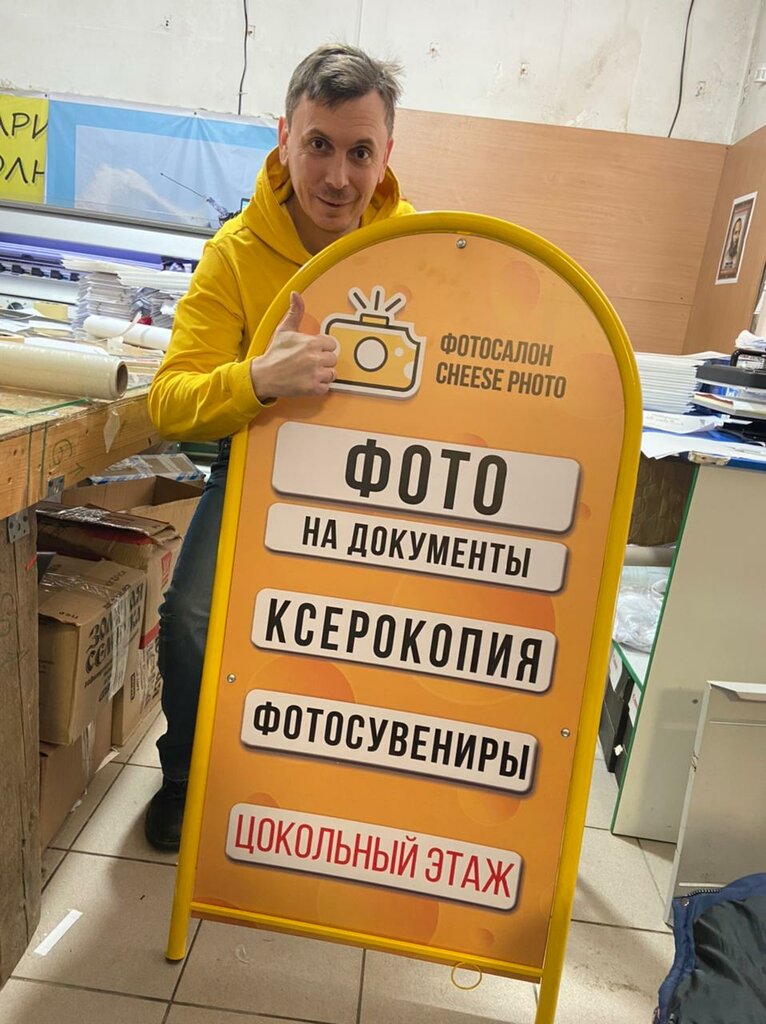 ФОТОСАЛОН
CHEESE PHOTO
ФОТО
НА ДОКУМЕНТЫ
КСЕРОКОПИЯ
ФОТОСУВЕНИРЫ
ЦОКОЛЬНЫЙ ЭТАЖ